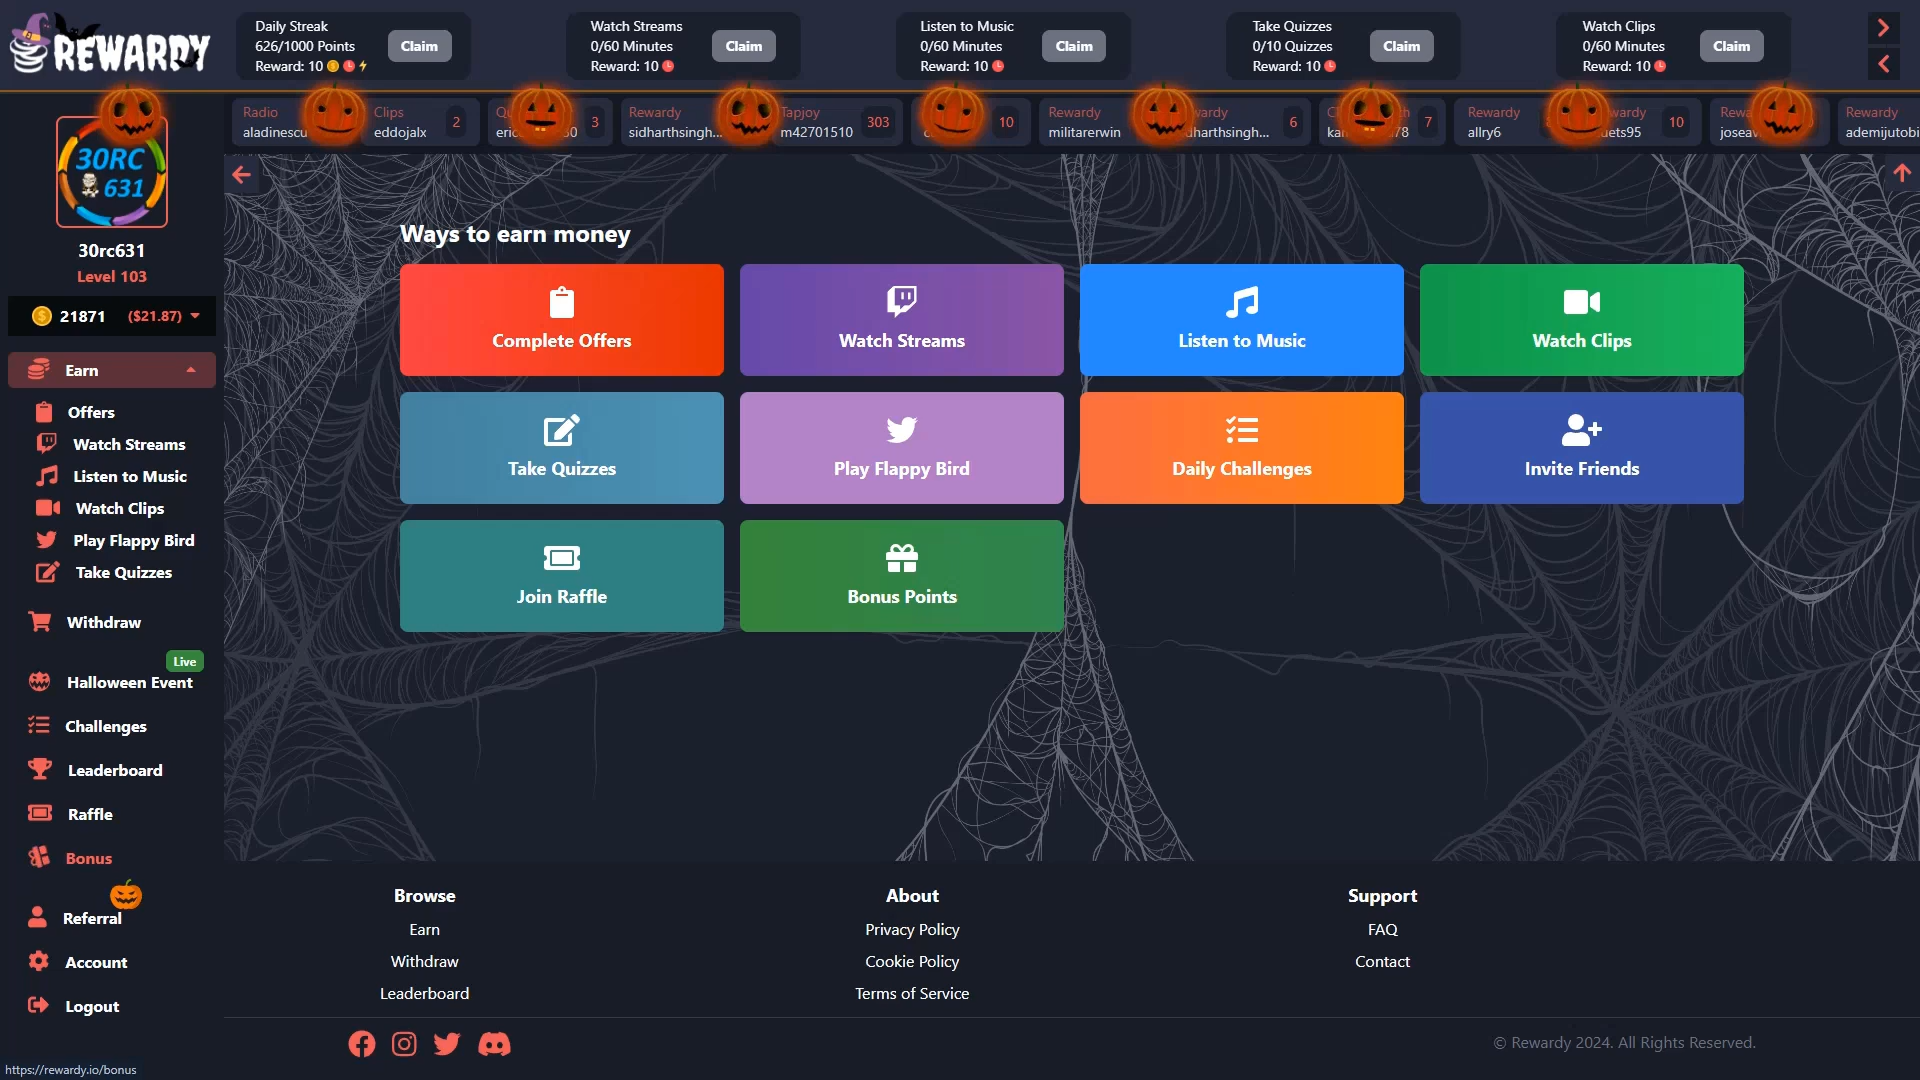 REWARDY
Daily Streak
626/1000 Points
Reward: 10
Claim
Watch Streams
0/60 Minutes
Reward: 10
Claim
Listen to Music
0/60 Minutes
Reward: 10
Claim
Take Quizzes
0/10 Quizzes
Reward: 10
Claim
Watch Clips
0/60 Minutes
Reward: 10
Claim
Radio
Clips
eddojalx
2
3
Rewardy
sidharthsingh...
Tapjoy
m42701510
303
10
Rewardy
militarerwin
6
7
Rewardy
allry6
10
Rewardy
30RC
631
30rc631
Level 103
21871 ($21.87)
Earn
Offers
Watch Streams
Listen to Music
Watch Clips
Play Flappy Bird
Take Quizzes
Withdraw
Live
Halloween Event
Challenges
Leaderboard
Raffle
Bonus
Referral
Account
Logout
Ways to earn money
Complete Offers
Watch Streams
Listen to Music
Watch Clips
Take Quizzes
Play Flappy Bird
Daily Challenges
Invite Friends
Join Raffle
Bonus Points
Browse
Earn
Withdraw
Leaderboard
About
Privacy Policy
Cookie Policy
Terms of Service
Support
FAQ
Contact
© Rewardy 2024. All Rights Reserved.
https://rewardy.io/bonus